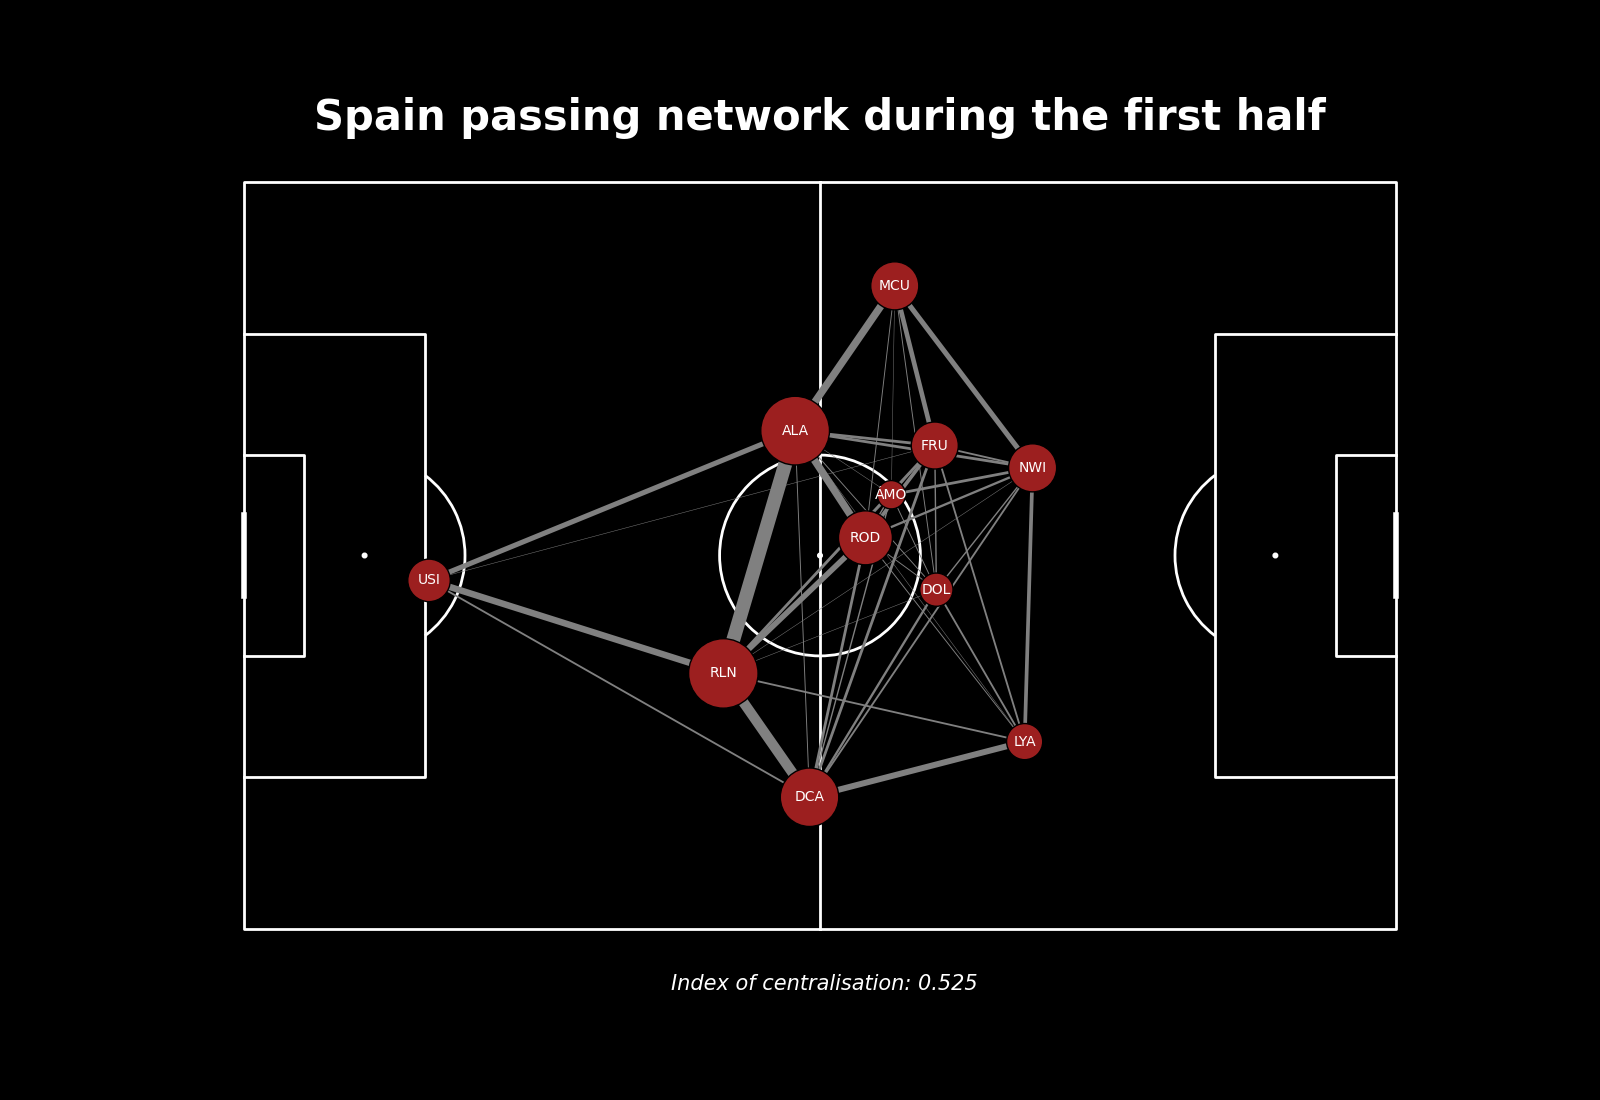 Spain passing network during the first half
MCU
ALA
FRU
NWI
AMO
ROD
USI
DOL
RLN
LYA
DCA
Index of centralisation: 0.525